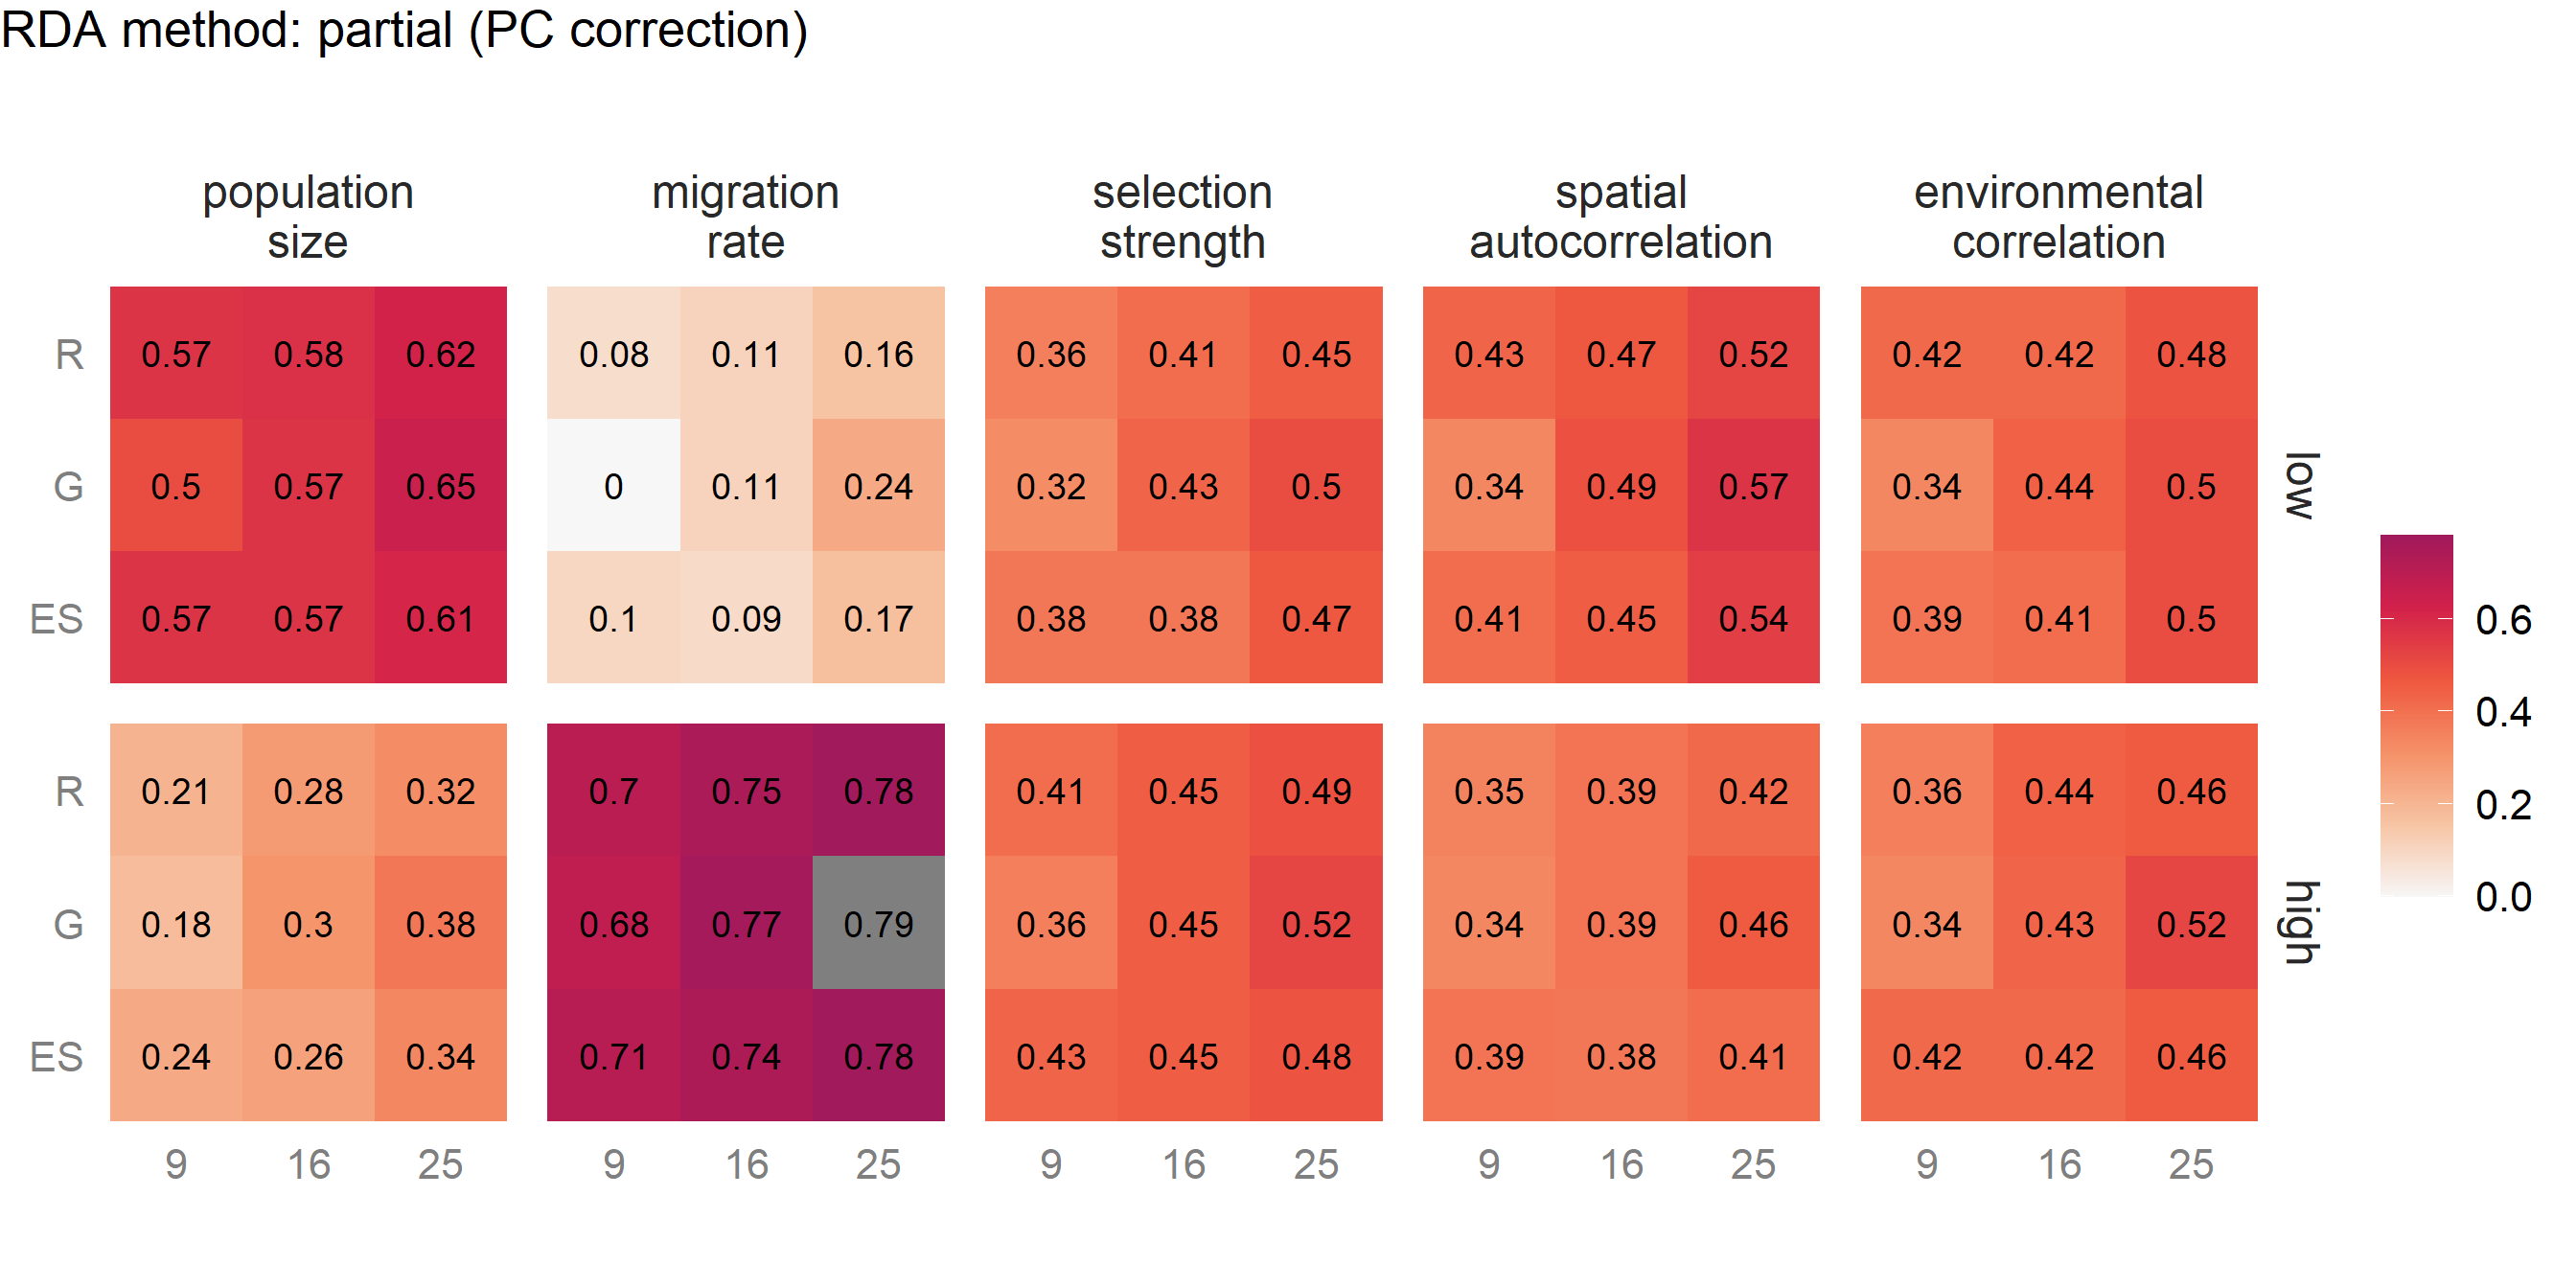 RDA method: partial (PC correction)
population size
migration rate
selection strength
spatial autocorrelation
environmental correlation
R 0.57 0.58 0.62 0.08 0.11 0.16 0.36 0.41 0.45 0.43 0.47 0.52 0.42 0.42 0.48
G 0.5 0.57 0.65 0 0.11 0.24 0.32 0.43 0.5 0.34 0.49 0.57 0.34 0.44 0.5
low
ES 0.57 0.57 0.61 0.1 0.09 0.17 0.38 0.38 0.47 0.41 0.45 0.54 0.39 0.41 0.5
R 0.21 0.28 0.32 0.7 0.75 0.78 0.41 0.45 0.49 0.35 0.39 0.42 0.36 0.44 0.46
G 0.18 0.3 0.38 0.68 0.77 0.79 0.36 0.45 0.52 0.34 0.39 0.46 0.34 0.43 0.52
high
ES 0.24 0.26 0.34 0.71 0.74 0.78 0.43 0.45 0.48 0.39 0.38 0.41 0.42 0.42 0.46
9 16 25 9 16 25 9 16 25 9 16 25 9 16 25
0.6
0.4
0.2
0.0